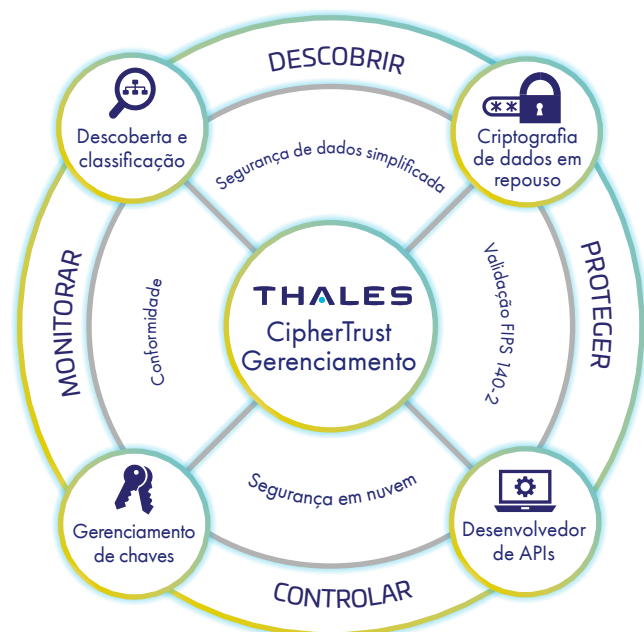 DESCOBRIR
Descoberta e
classificação
**
Criptografia
de dados em
repouso
Segurança de dados simplificada
MONITORAR
Conformidade
THALES
CipherTrust
Gerenciamento
Validação FIPS 140-2
PROTEGER
Segurança em nuvem
Gerenciamento
de chaves
Desenvolvedor
de APIs
CONTROLAR